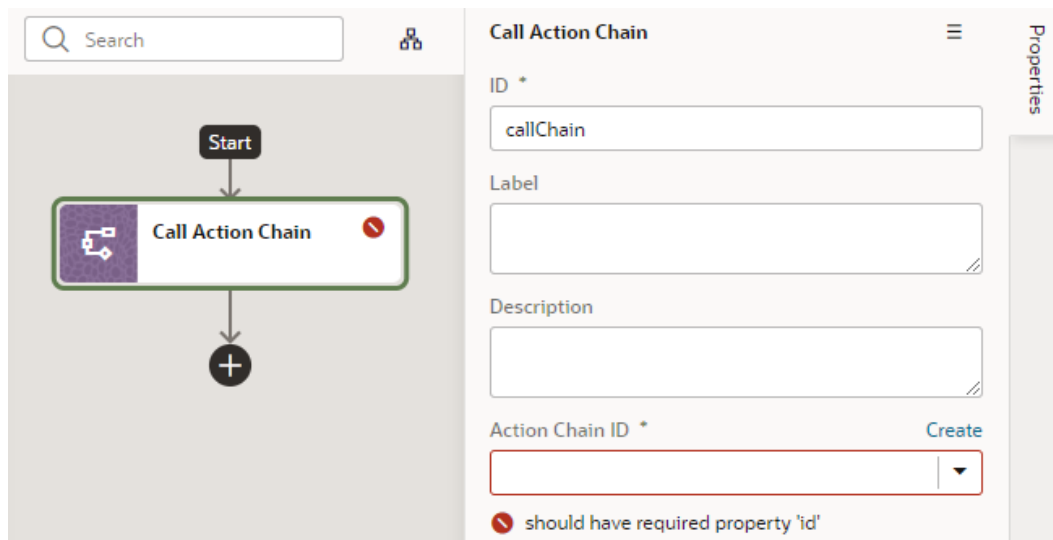 Search
Start
Call Action Chain
Call Action Chain
ID *
callChain
Label
Description
Action Chain ID *
Create
should have required property 'id'
Properties